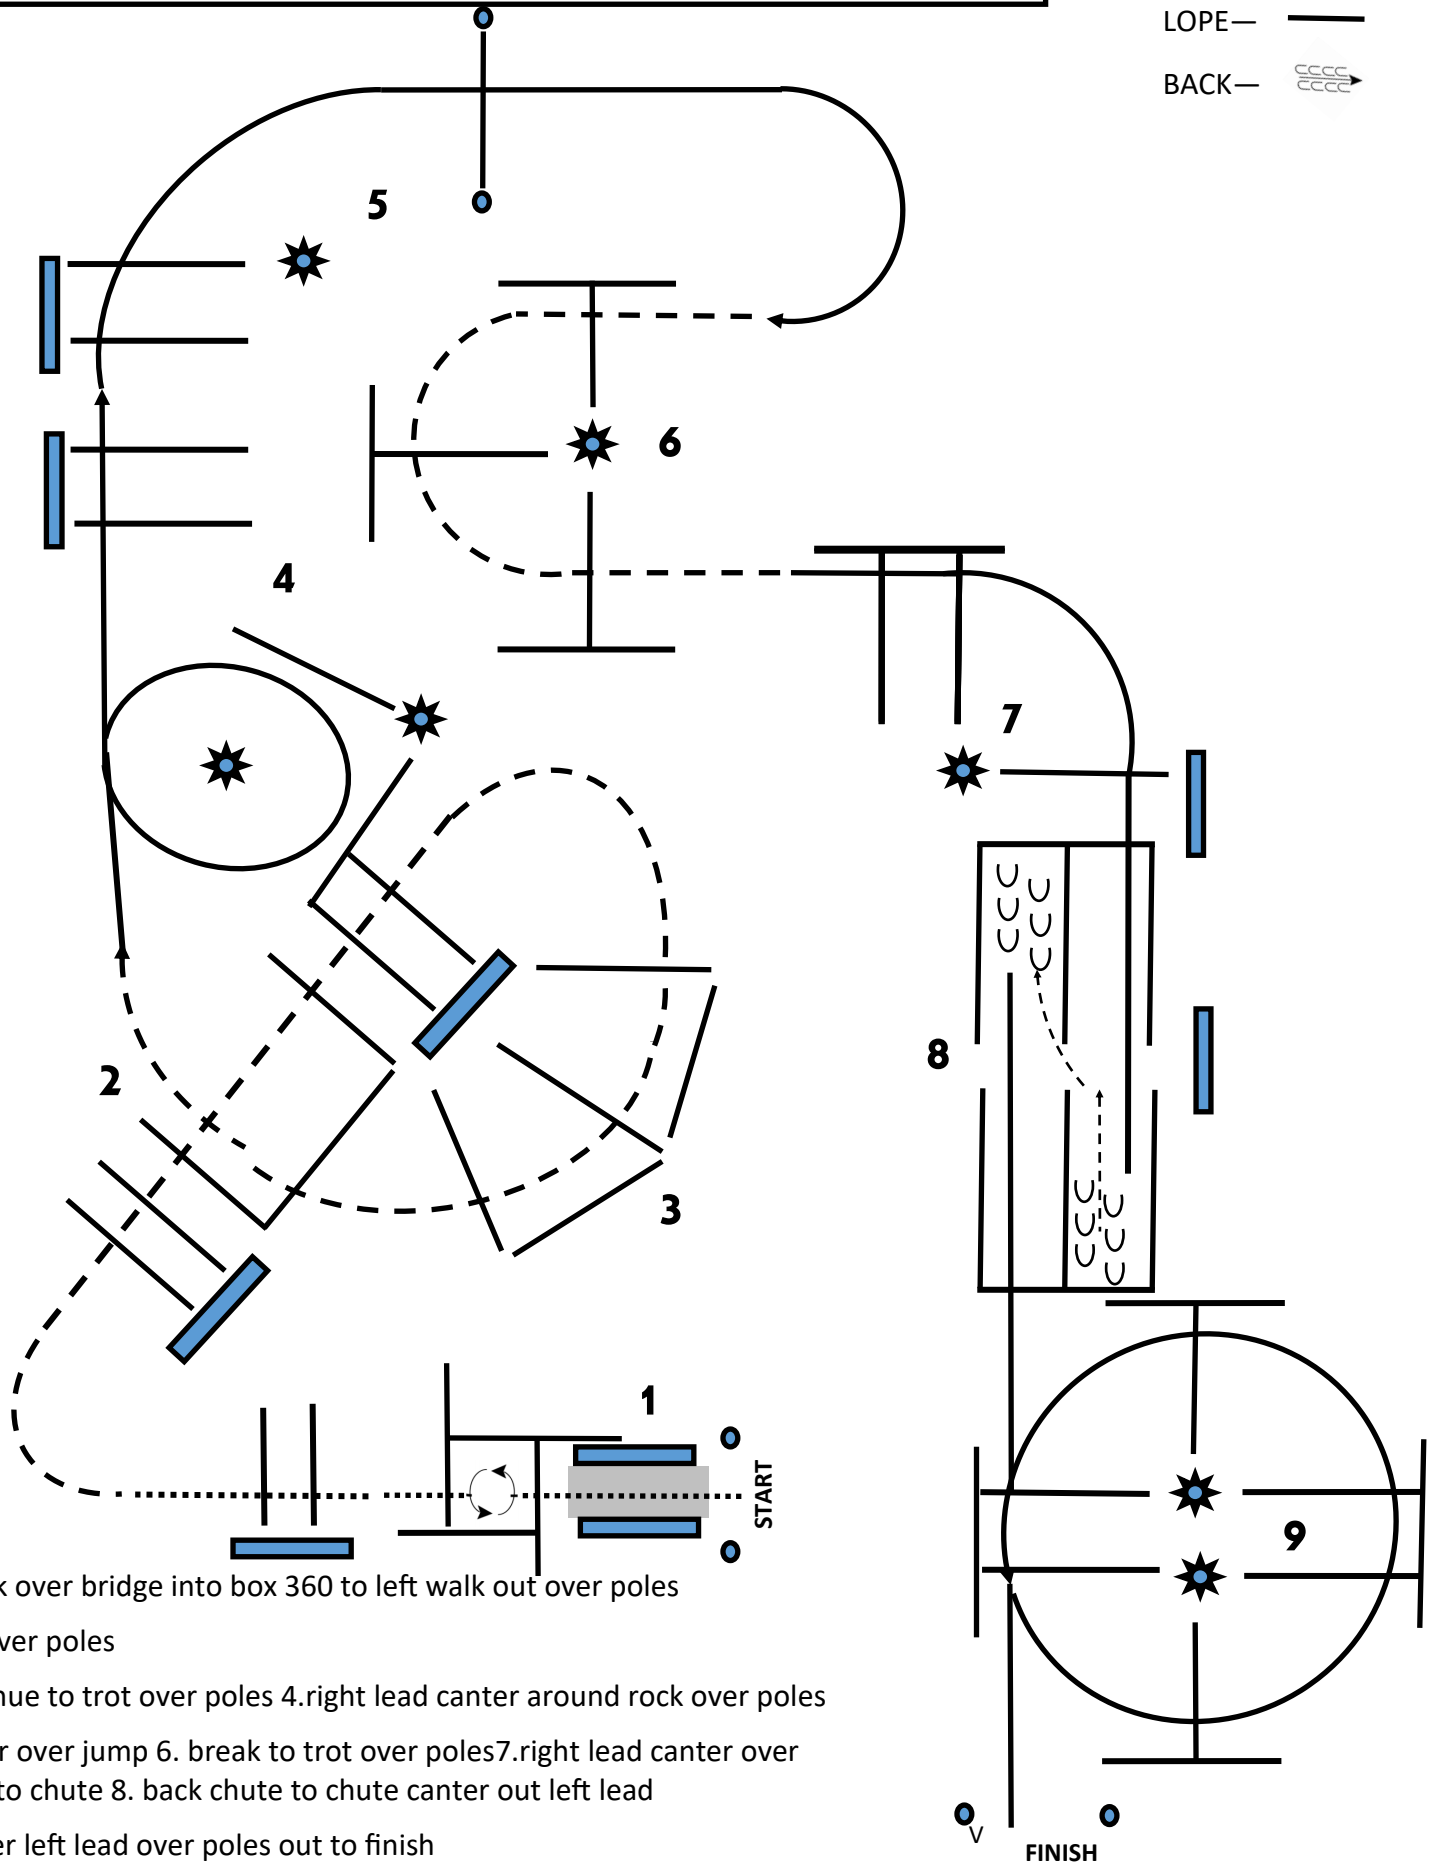 LOPE—
BACK—
5
6
4
7
2
8
3
1
START
9
k over bridge into box 360 to left walk out over poles
ver poles
nue to trot over poles 4.right lead canter around rock over poles
r over jump 6. break to trot over poles7.right lead canter over
to chute 8. back chute to chute canter out left lead
er left lead over poles out to finish
V
FINISH